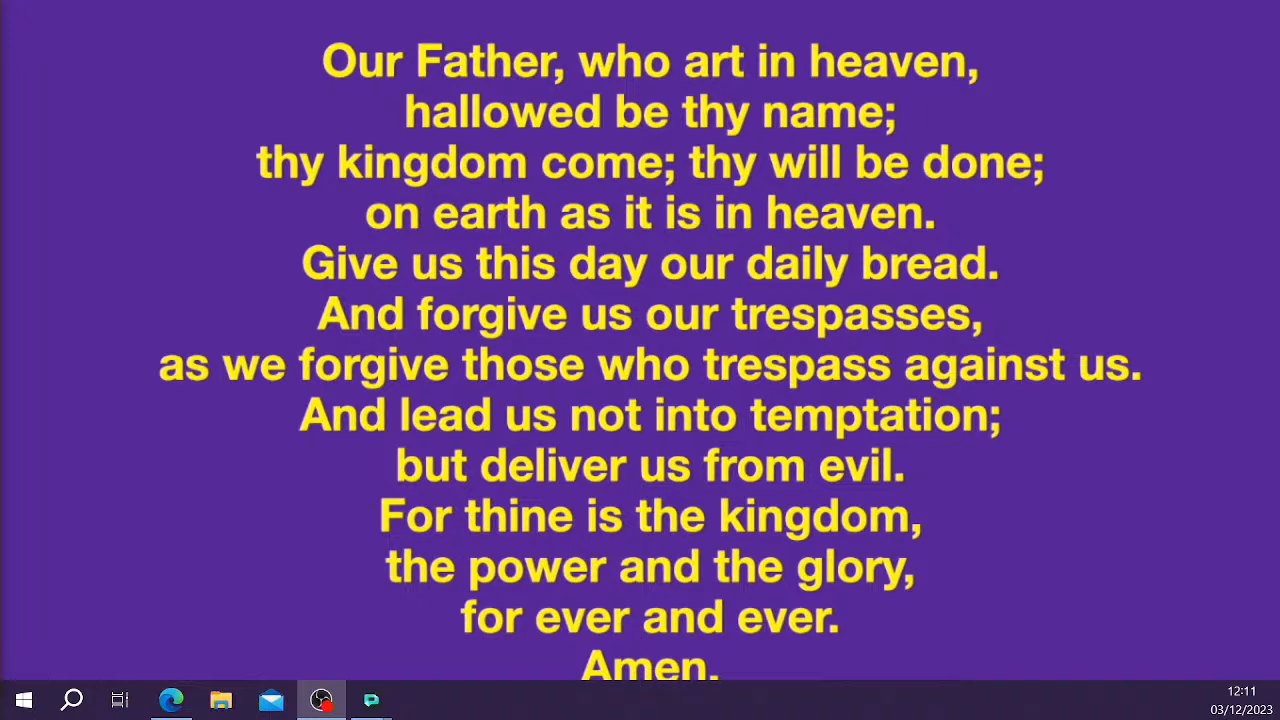 Our Father, who art in heaven,
hallowed be thy name;
thy kingdom come; thy will be done;
on earth as it is in heaven.
Give us this day our daily bread.
And forgive us our trespasses,
as we forgive those who trespass against us.
And lead us not into temptation;
but deliver us from evil.
For thine is the kingdom,
the power and the glory,
for ever and ever.
Amen.
12:11
03/12/2023